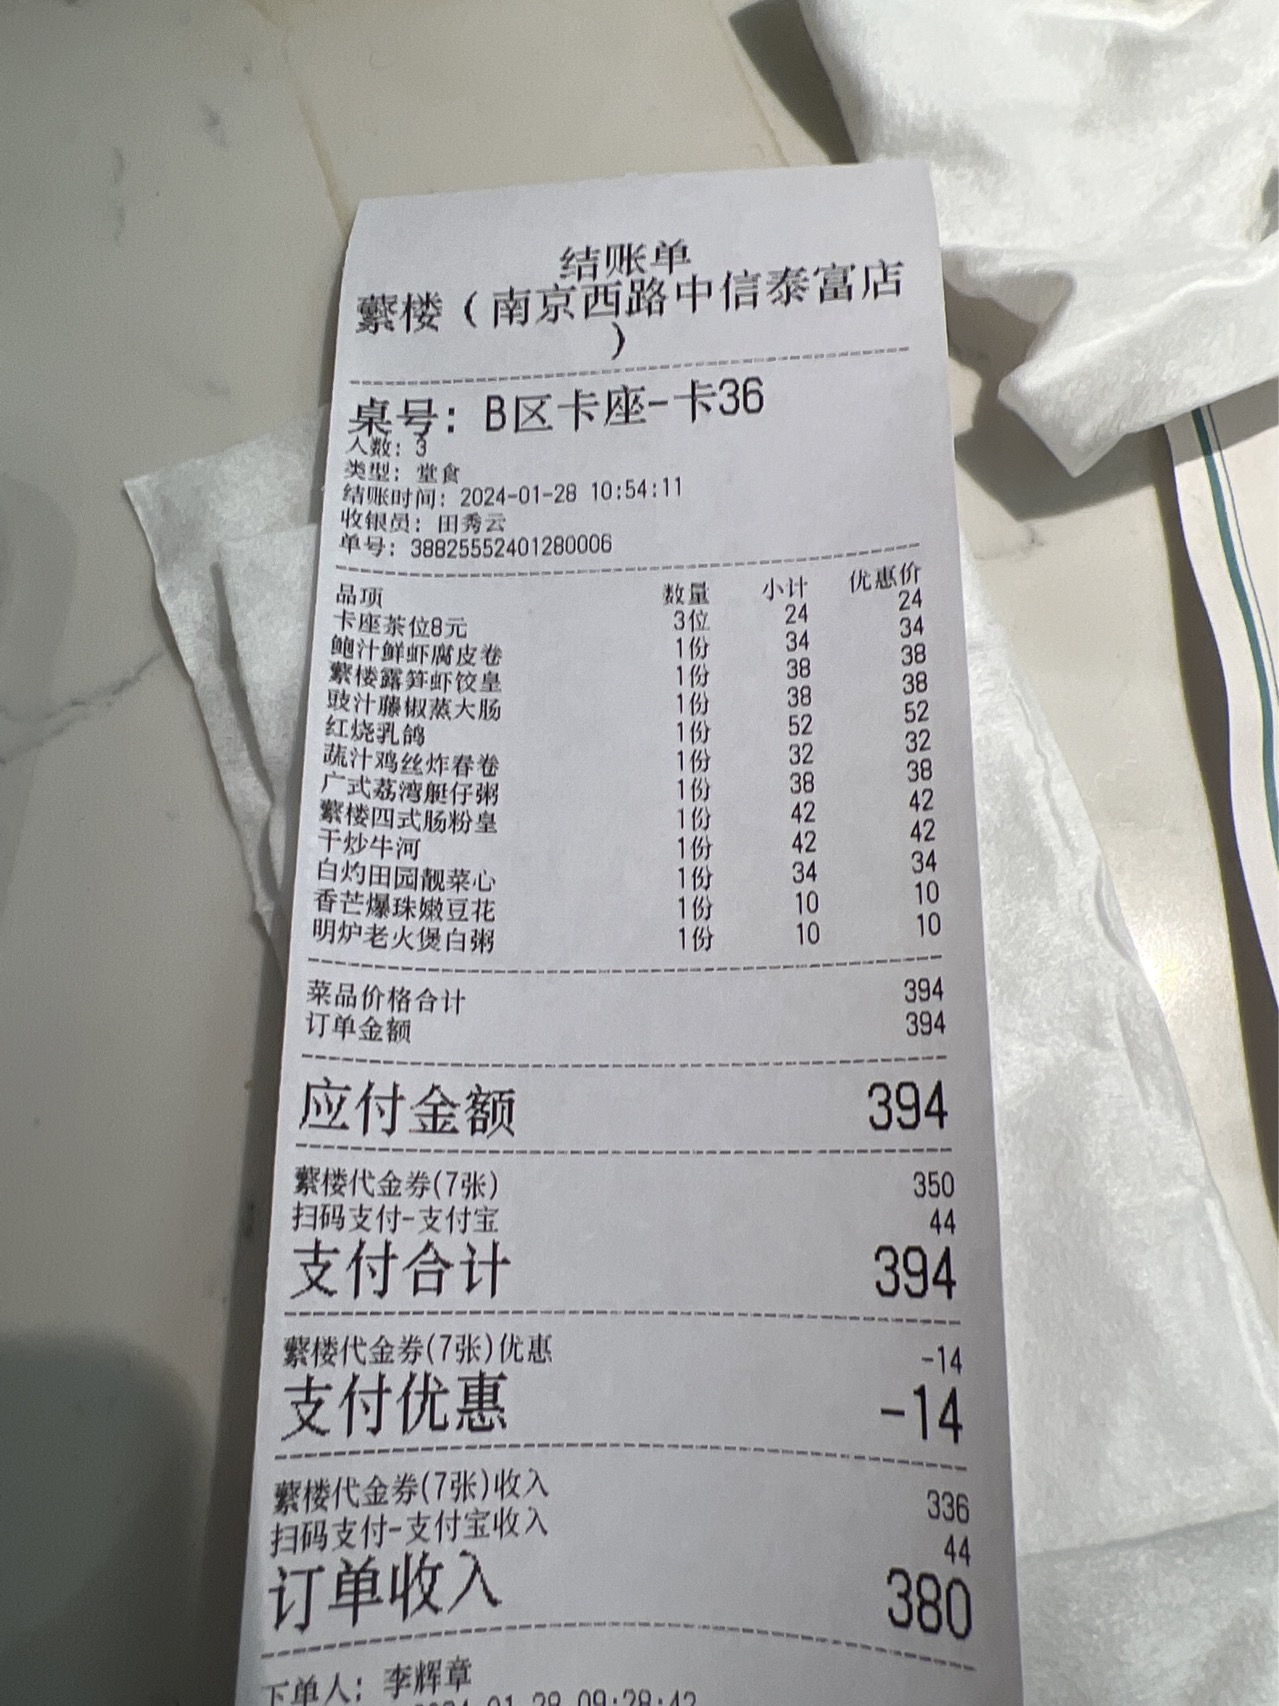 结账单
蘩楼（南京西路中信泰富店
）
桌号：B区卡座-卡36
人数：3
类型：堂食
结账时间：2024-01-28 10:54:11
收银员：田秀云
单号：38825552401280006
品项 数量 小计 优惠价
卡座茶位8元 3位 24 24
鲍汁鲜虾腐皮卷 1份 34 34
蘩楼露笋虾饺皇 1份 38 38
豉汁藤椒蒸大肠 1份 38 38
红烧乳鸽 1份 52 52
蔬汁鸡丝炸春卷 1份 32 32
广式荔湾艇仔粥 1份 38 38
蘩楼四式肠粉皇 1份 42 42
干炒牛河 1份 42 42
白灼田园靓菜心 1份 34 34
香芒爆珠嫩豆花 1份 10 10
明炉老火煲白粥 1份 10 10
菜品价格合计 394
订单金额 394
应付金额 394
蘩楼代金券(7张) 350
扫码支付-支付宝 44
支付合计 394
蘩楼代金券(7张)优惠 -14
支付优惠 -14
蘩楼代金券(7张)收入 336
扫码支付-支付宝收入 44
订单收入 380
下单人：李辉章
2024-01-28 09:28:42